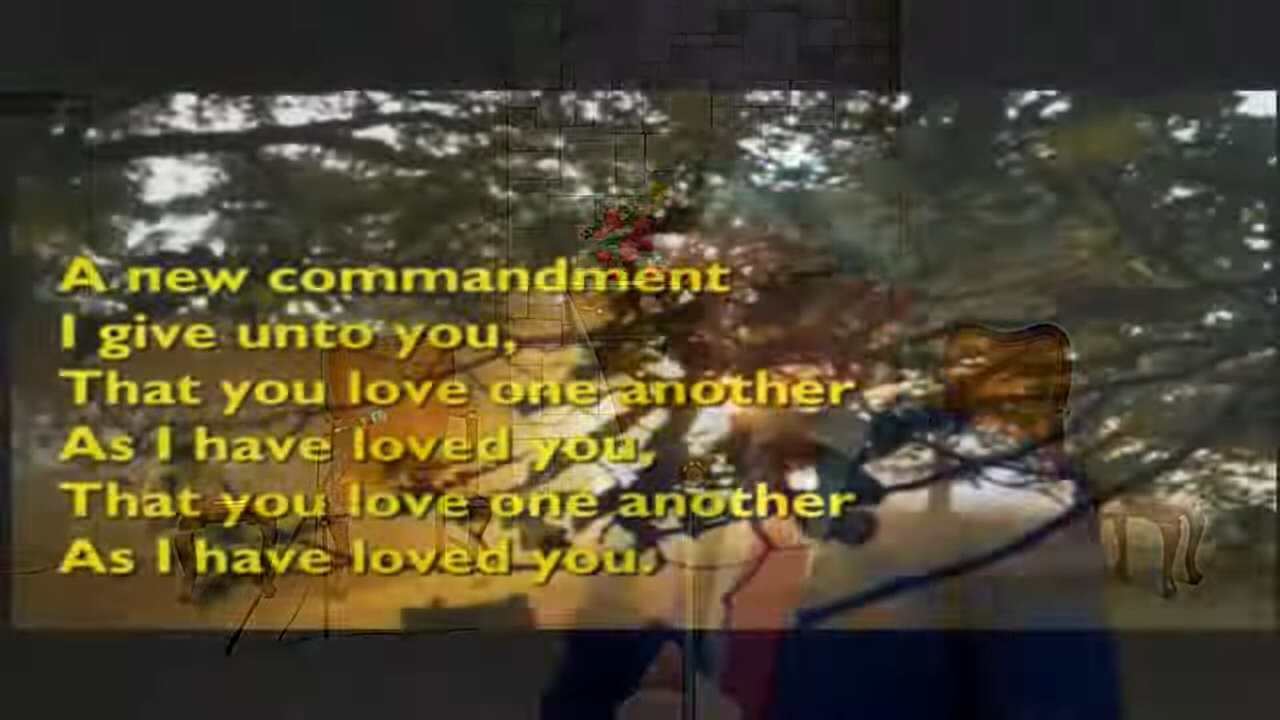 A new commandment
I give unto you,
That you love one another
As I have loved you,
That you love one another
As I have loved you.